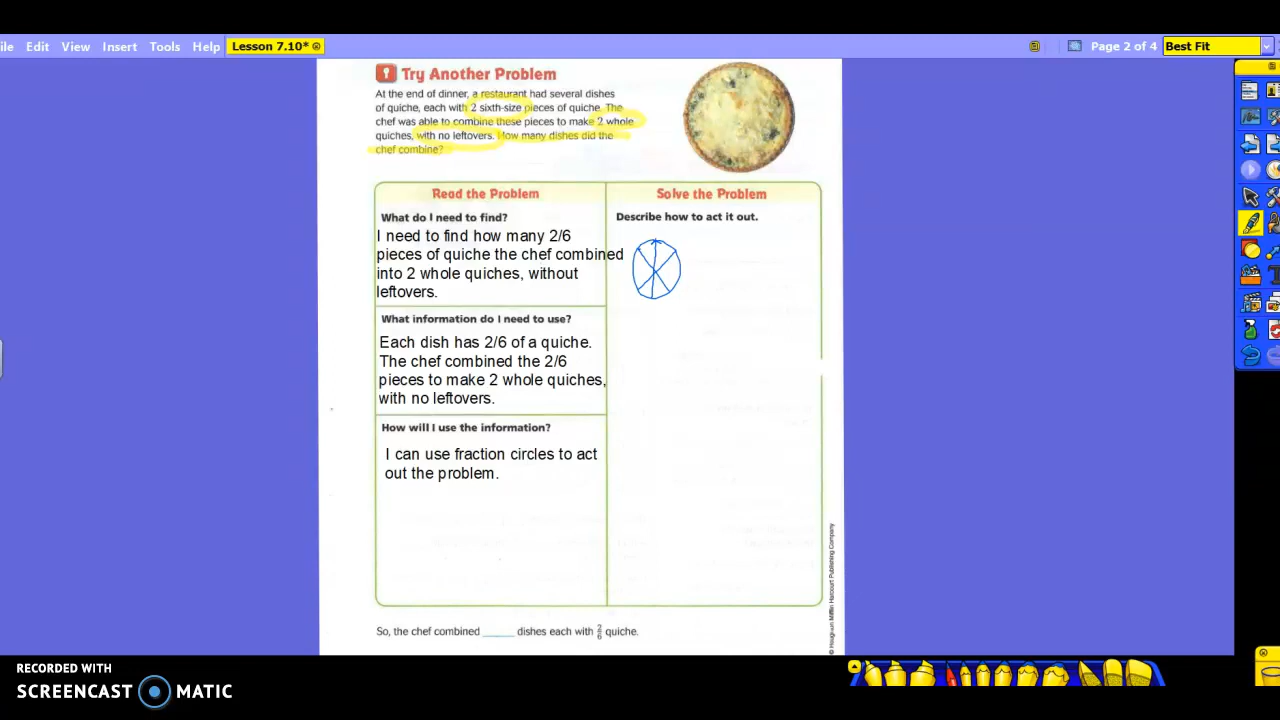 File Edit View Insert Tools Help Lesson 7.10* Page 2 of 4 Best Fit
Try Another Problem
At the end of dinner, a restaurant had several dishes
of quiche, each with 2 sixth-size pieces of quiche. The
chef was able to combine these pieces to make 2 whole
quiches, with no leftovers. How many dishes did the
chef combine?
Read the Problem
What do I need to find?
I need to find how many 2/6
pieces of quiche the chef combined
into 2 whole quiches, without
leftovers.
What information do I need to use?
Each dish has 2/6 of a quiche.
The chef combined the 2/6
pieces to make 2 whole quiches,
with no leftovers.
How will I use the information?
I can use fraction circles to act
out the problem.
Solve the Problem
Describe how to act it out.
So, the chef combined ____ dishes each with 2/6 quiche.
© Houghton Mifflin Harcourt Publishing Company
RECORDED WITH
SCREENCAST MATIC